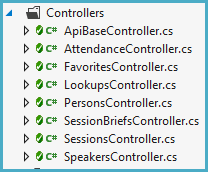 Controllers
C# ApiBaseController.cs
C# AttendanceController.cs
C# FavoritesController.cs
C# LookupsController.cs
C# PersonsController.cs
C# SessionBriefsController.cs
C# SessionsController.cs
C# SpeakersController.cs